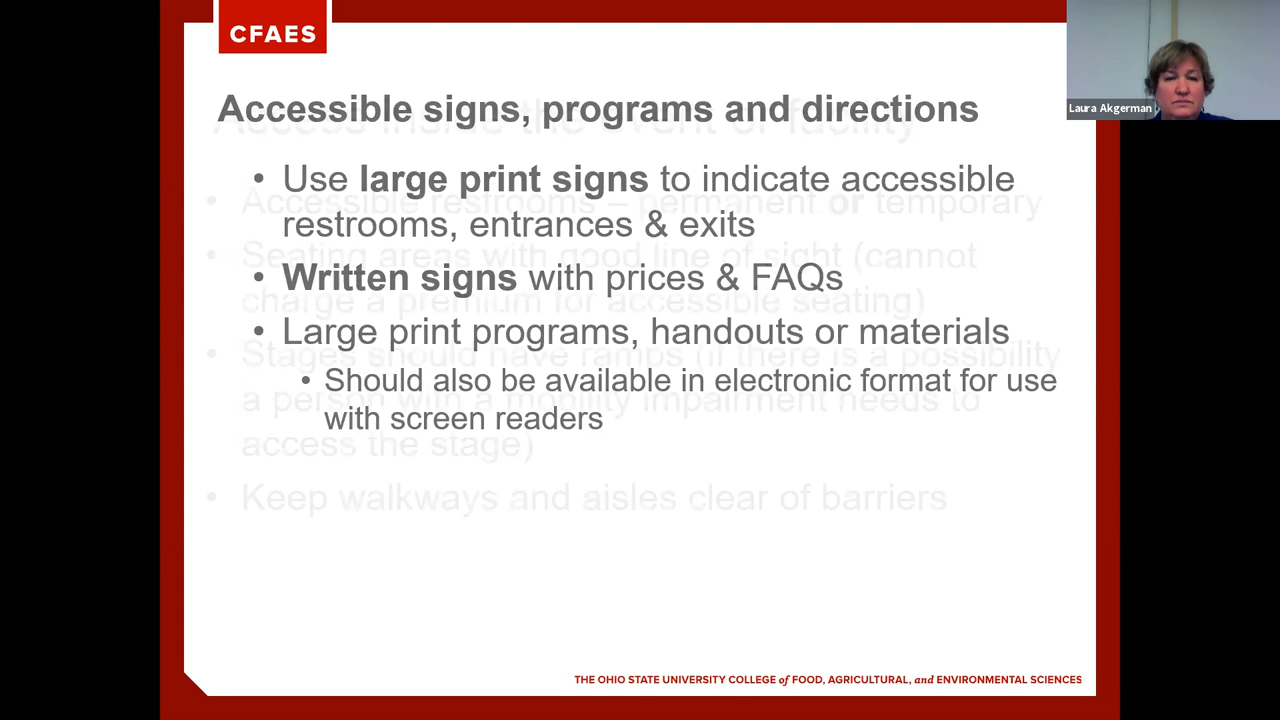 CFAES
Laura Akgerman
Accessible signs, programs and directions
Access inside the event or facility
• Use large print signs to indicate accessible
restrooms, entrances & exits
• Written signs with prices & FAQs
• Large print programs, handouts or materials
• Should also be available in electronic format for use
with screen readers
• Accessible restrooms – permanent or temporary
• Seating areas with good line of sight (cannot
charge a premium for accessible seating)
• Stages should have ramps (if there is a possibility
a person with a mobility impairment needs to
access the stage)
• Keep walkways and aisles clear of barriers
THE OHIO STATE UNIVERSITY COLLEGE of FOOD, AGRICULTURAL, and ENVIRONMENTAL SCIENCES